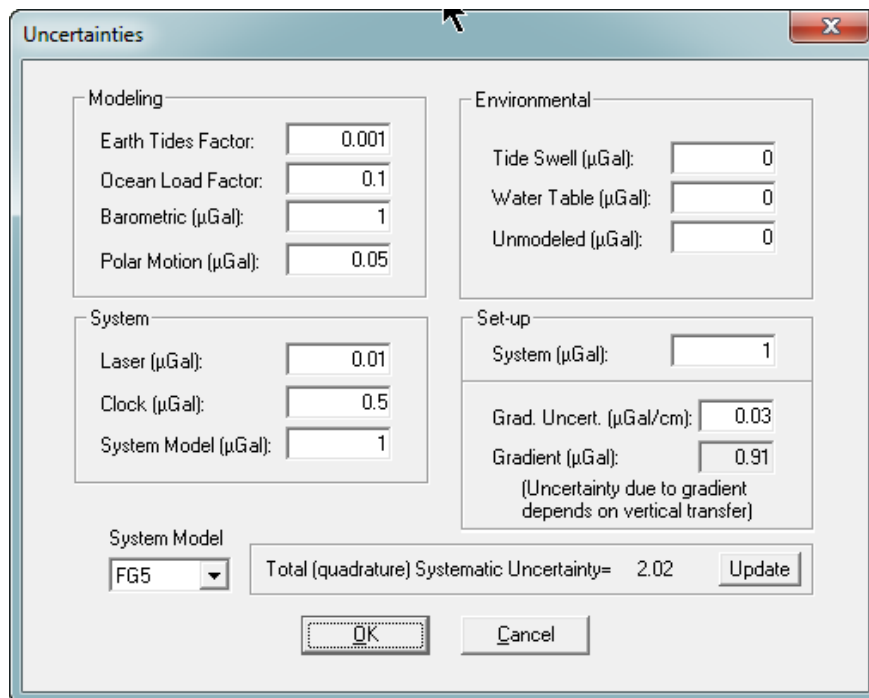 Uncertainties
Modeling
Earth Tides Factor: 0.001
Ocean Load Factor: 0.1
Barometric (µGal): 1
Polar Motion (µGal): 0.05
Environmental
Tide Swell (µGal): 0
Water Table (µGal): 0
Unmodeled (µGal): 0
System
Laser (µGal): 0.01
Clock (µGal): 0.5
System Model (µGal): 1
Set-up
System (µGal): 1
Grad. Uncert. (µGal/cm): 0.03
Gradient (µGal): 0.91
(Uncertainty due to gradient
depends on vertical transfer)
System Model
FG5
Total (quadrature) Systematic Uncertainty= 2.02 Update
OK Cancel